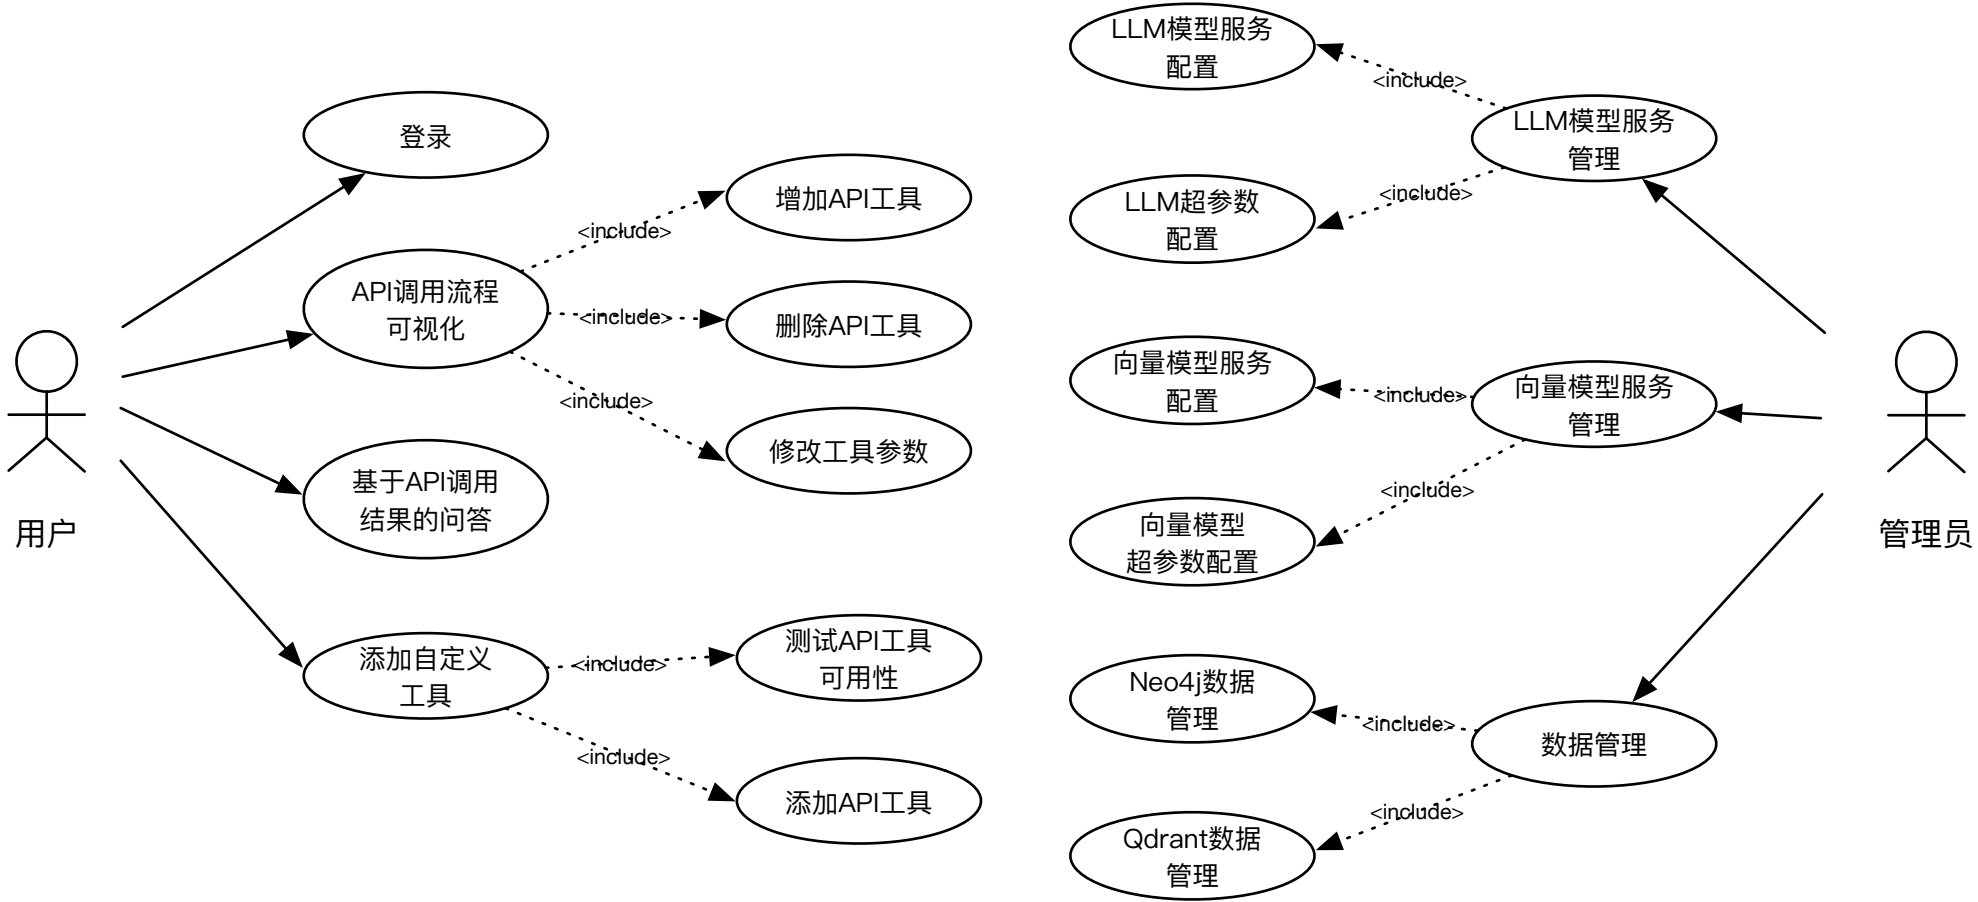 登录
API调用流程
可视化
基于API调用
结果的问答
添加自定义
工具
用户
<include>
<include>
<include>
<include>
<include>
增加API工具
删除API工具
修改工具参数
测试API工具
可用性
添加API工具
LLM模型服务
配置
LLM超参数
配置
向量模型服务
配置
向量模型
超参数配置
Neo4j数据
管理
Qdrant数据
管理
<include>
<include>
<include>
<include>
<include>
<include>
LLM模型服务
管理
向量模型服务
管理
数据管理
管理员